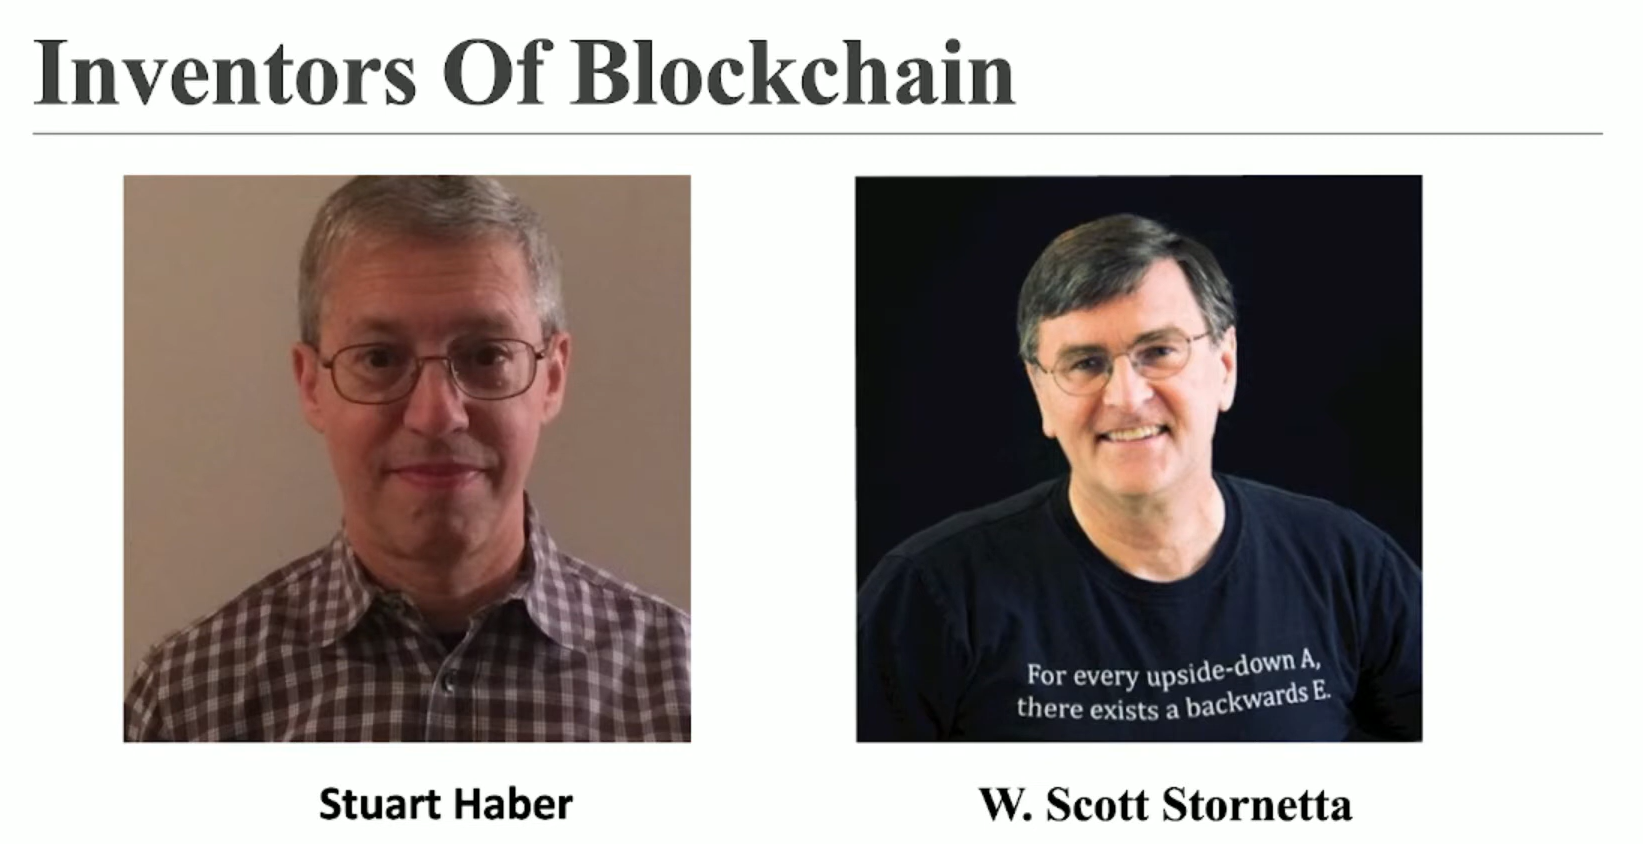 Inventors Of Blockchain
For every upside-down A,
there exists a backwards E.
Stuart Haber
W. Scott Stornetta